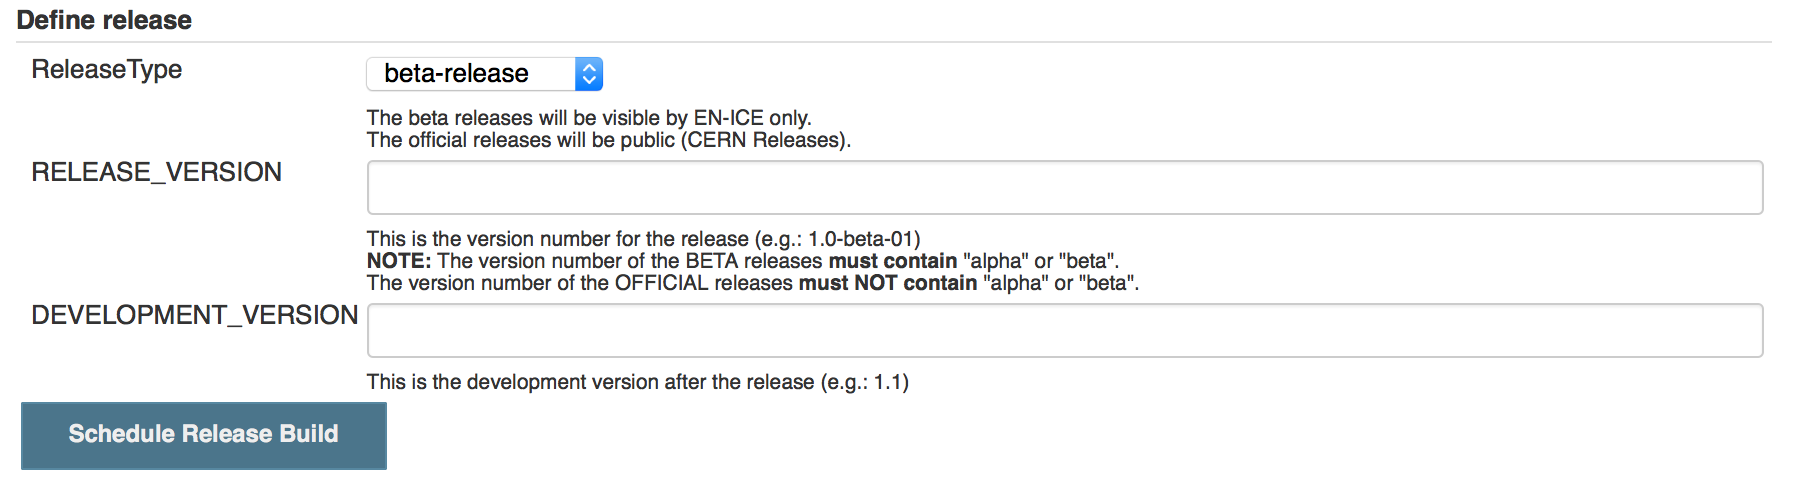 Define release
ReleaseType
beta-release
The beta releases will be visible by EN-ICE only.
The official releases will be public (CERN Releases).
RELEASE_VERSION
This is the version number for the release (e.g.: 1.0-beta-01)
NOTE: The version number of the BETA releases must contain "alpha" or "beta".
The version number of the OFFICIAL releases must NOT contain "alpha" or "beta".
DEVELOPMENT_VERSION
This is the development version after the release (e.g.: 1.1)
Schedule Release Build